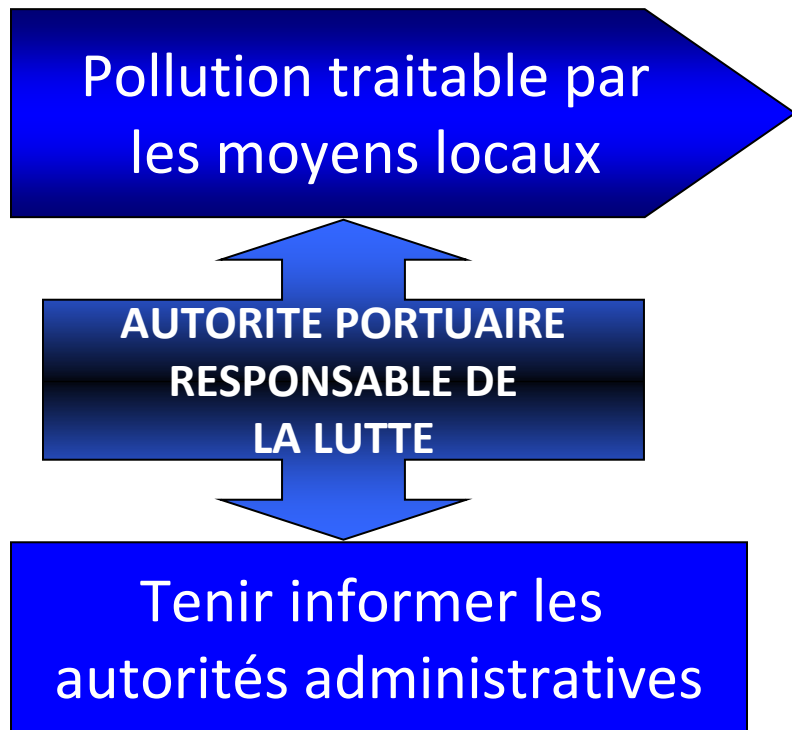 Pollution traitable par
les moyens locaux
AUTORITE PORTUAIRE
RESPONSABLE DE
LA LUTTE
Tenir informer les
autorités administratives